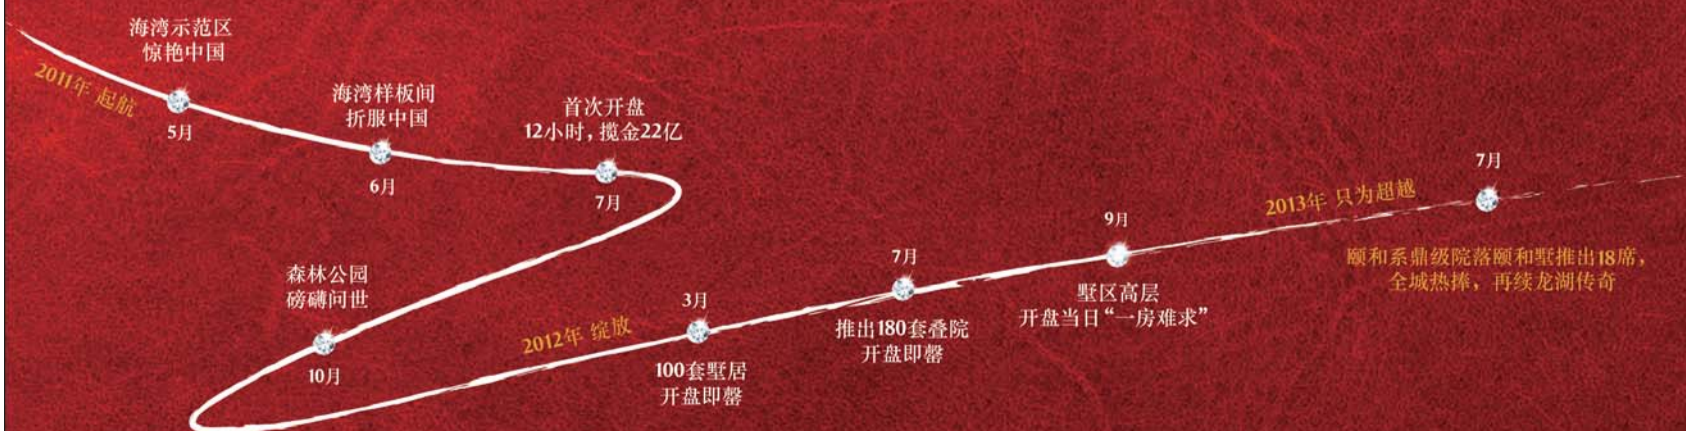 海湾示范区
惊艳中国
2011年 起航
5月
海湾样板间
折服中国
6月
首次开盘
12小时，揽金22亿
7月
森林公园
磅礴问世
10月
2012年 绽放
3月
100套墅居
开盘即罄
7月
推出180套叠院
开盘即罄
9月
墅区高层
开盘当日“一房难求”
2013年 只为超越
7月
颐和系鼎级院落颐和墅推出18席，
全城热捧，再续龙湖传奇